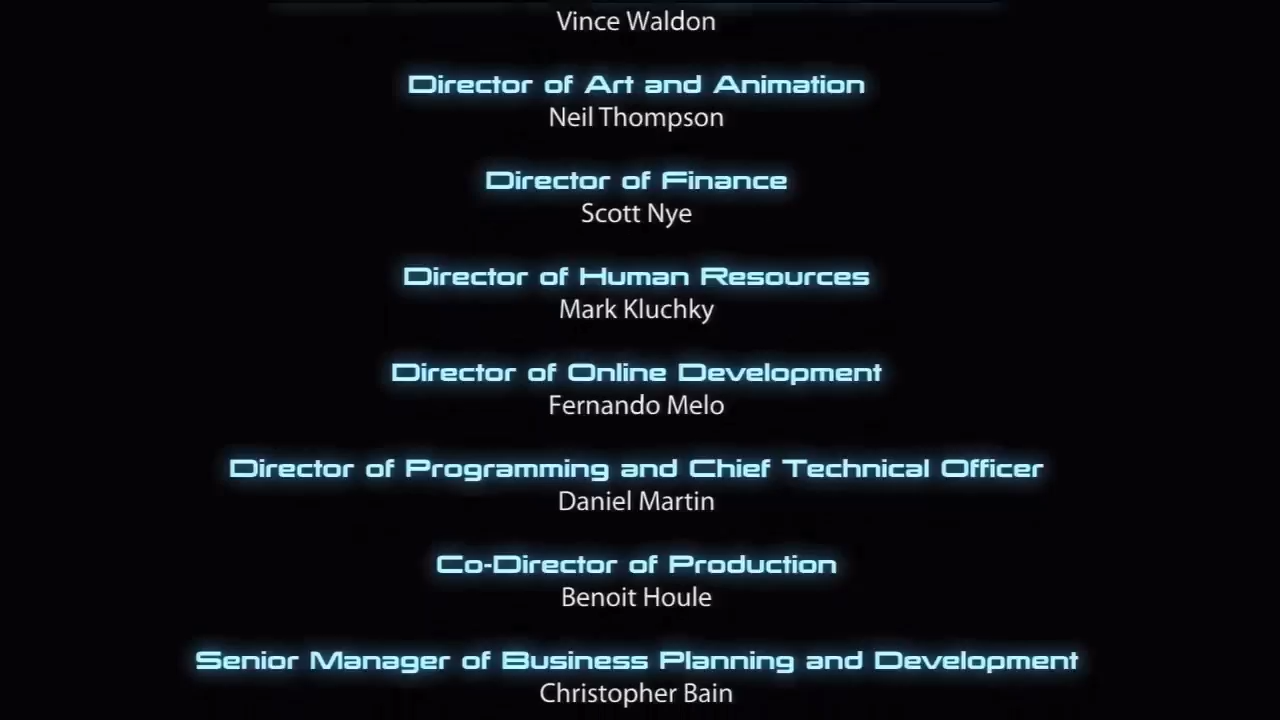 Vince Waldon
Director of Art and Animation
Neil Thompson
Director of Finance
Scott Nye
Director of Human Resources
Mark Kluchky
Director of Online Development
Fernando Melo
Director of Programming and Chief Technical Officer
Daniel Martin
Co-Director of Production
Benoit Houle
Senior Manager of Business Planning and Development
Christopher Bain